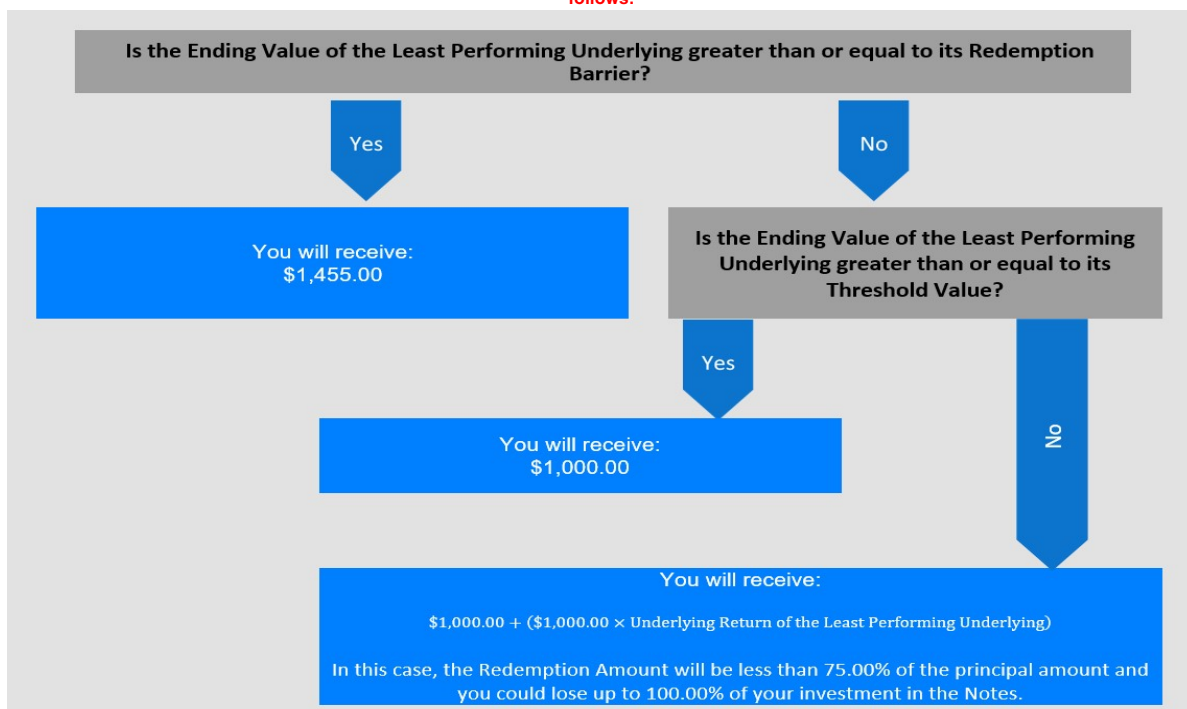 follows:
Is the Ending Value of the Least Performing Underlying greater than or equal to its Redemption
Barrier?
Yes
No
You will receive:
$1,455.00
Is the Ending Value of the Least Performing
Underlying greater than or equal to its
Threshold Value?
Yes
No
You will receive:
$1,000.00
You will receive:
$1,000.00 + ($1,000.00 × Underlying Return of the Least Performing Underlying)
In this case, the Redemption Amount will be less than 75.00% of the principal amount and
you could lose up to 100.00% of your investment in the Notes.